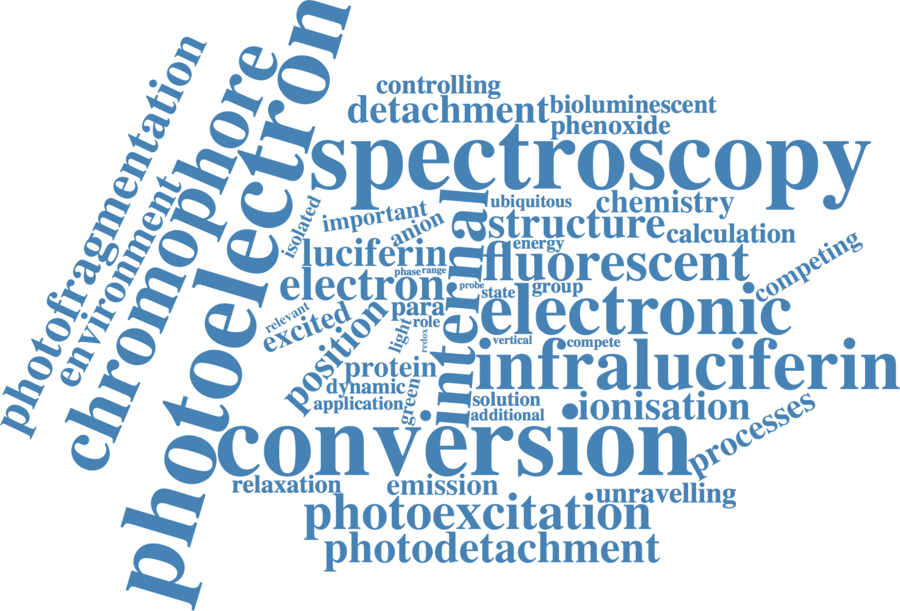 photofragmentation
environment
chromophore
photoelectron
controlling
detachment
bioluminescent
phenoxide
spectroscopy
isolated
important
anion
internal
ubiquitous
chemistry
structure
calculation
luciferin
energy
fluorescent
competing
phase
range
electron
probe
state
group
relevant
excited
position
para
role
light
redox
electronic
vertical
compete
protein
dynamic
application
green
infraluciferin
solution
additional
ionisation
processes
conversion
relaxation
emission
unravelling
photoexcitation
photodetachment